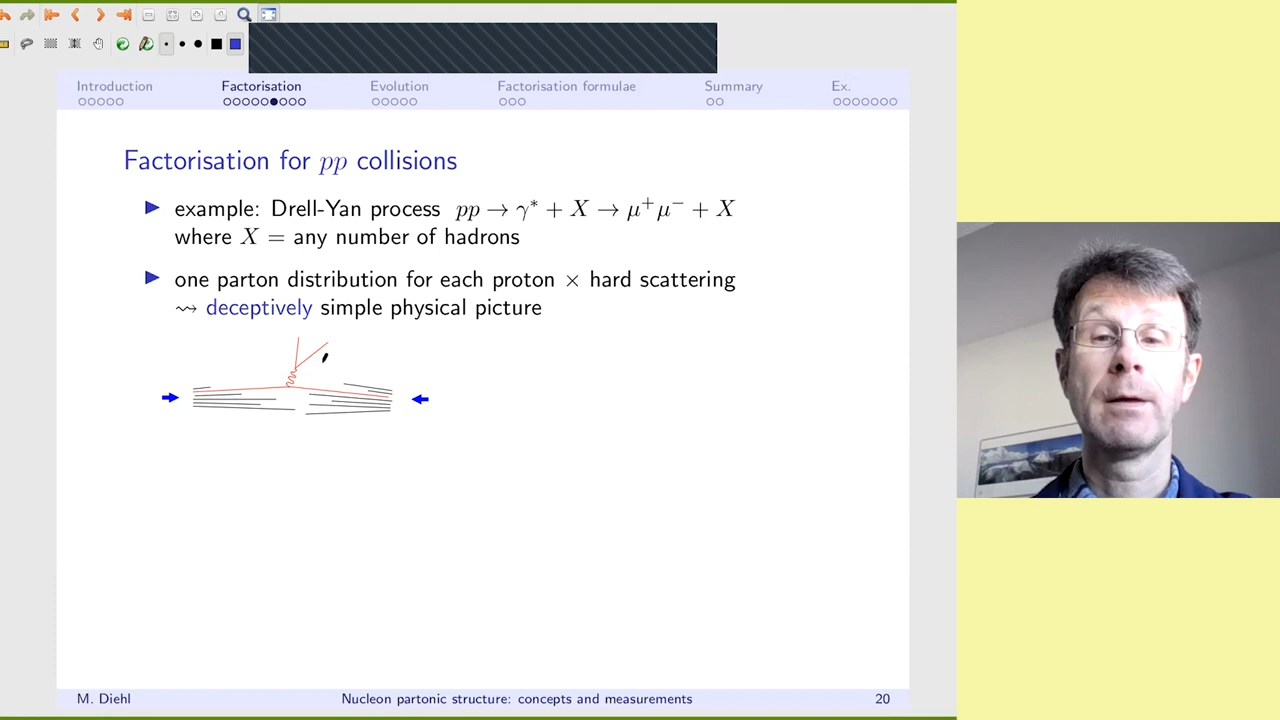 Introduction
Factorisation
Evolution
Factorisation formulae
Summary
Ex.
Factorisation for pp collisions
example: Drell-Yan process pp → γ* + X → μ⁺μ⁻ + X
where X = any number of hadrons
one parton distribution for each proton × hard scattering
⇝ deceptively simple physical picture
M. Diehl
Nucleon partonic structure: concepts and measurements
20